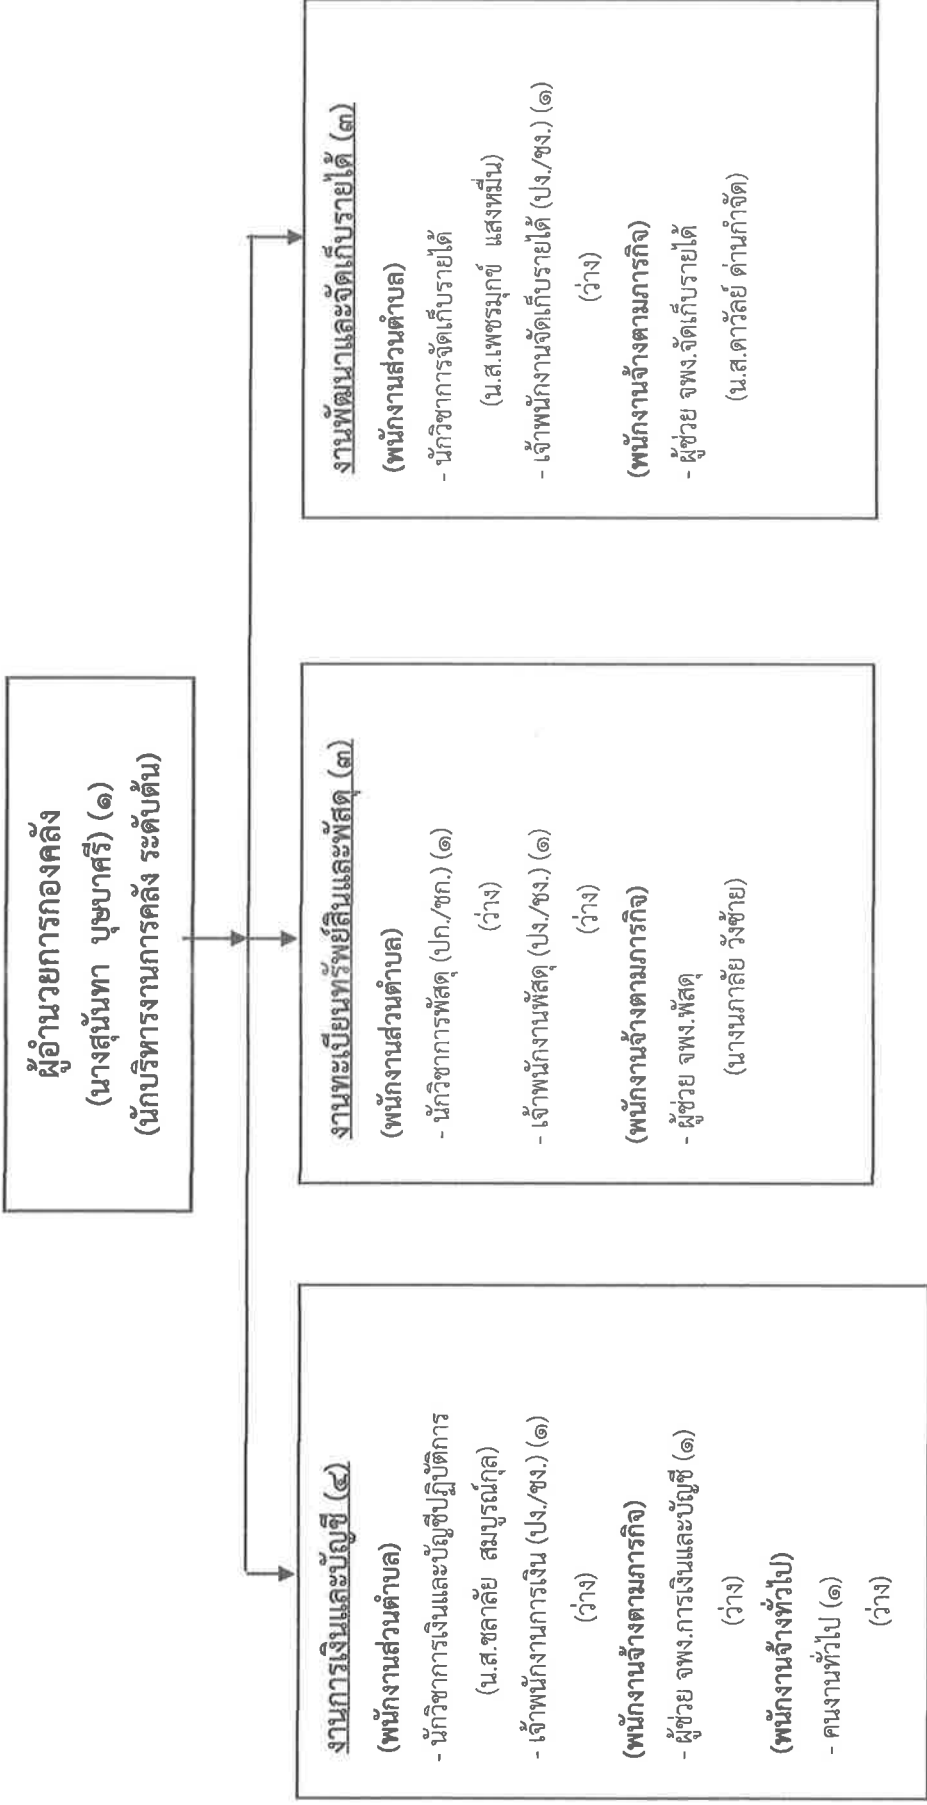 ผู้อำนวยการกองคลัง
(นางสุนันทา บุษบาศรี) (๑)
(นักบริหารงานการคลัง ระดับต้น)
งานการเงินและบัญชี (๔)
(พนักงานส่วนตำบล)
- นักวิชาการเงินและบัญชีปฏิบัติการ
(น.ส.ชลาลัย สมบูรณ์กุล)
- เจ้าพนักงานการเงิน (ปง./ชง.) (๑)
(ว่าง)
(พนักงานจ้างตามภารกิจ)
- ผู้ช่วย จพง.การเงินและบัญชี (๑)
(ว่าง)
(พนักงานจ้างทั่วไป)
- คนงานทั่วไป (๑)
(ว่าง)
งานทะเบียนทรัพย์สินและพัสดุ (๓)
(พนักงานส่วนตำบล)
- นักวิชาการพัสดุ (ปก./ชก.) (๑)
(ว่าง)
- เจ้าพนักงานพัสดุ (ปง./ชง.) (๑)
(ว่าง)
(พนักงานจ้างตามภารกิจ)
- ผู้ช่วย จพง.พัสดุ
(นางนภาลัย วังซ้าย)
งานพัฒนาและจัดเก็บรายได้ (๓)
(พนักงานส่วนตำบล)
- นักวิชาการจัดเก็บรายได้
(น.ส.เพชรมุกข์ แสงหมื่น)
- เจ้าพนักงานจัดเก็บรายได้ (ปง./ชง.) (๑)
(ว่าง)
(พนักงานจ้างตามภารกิจ)
- ผู้ช่วย จพง.จัดเก็บรายได้
(น.ส.ดาวัลย์ ด่านกำจัด)